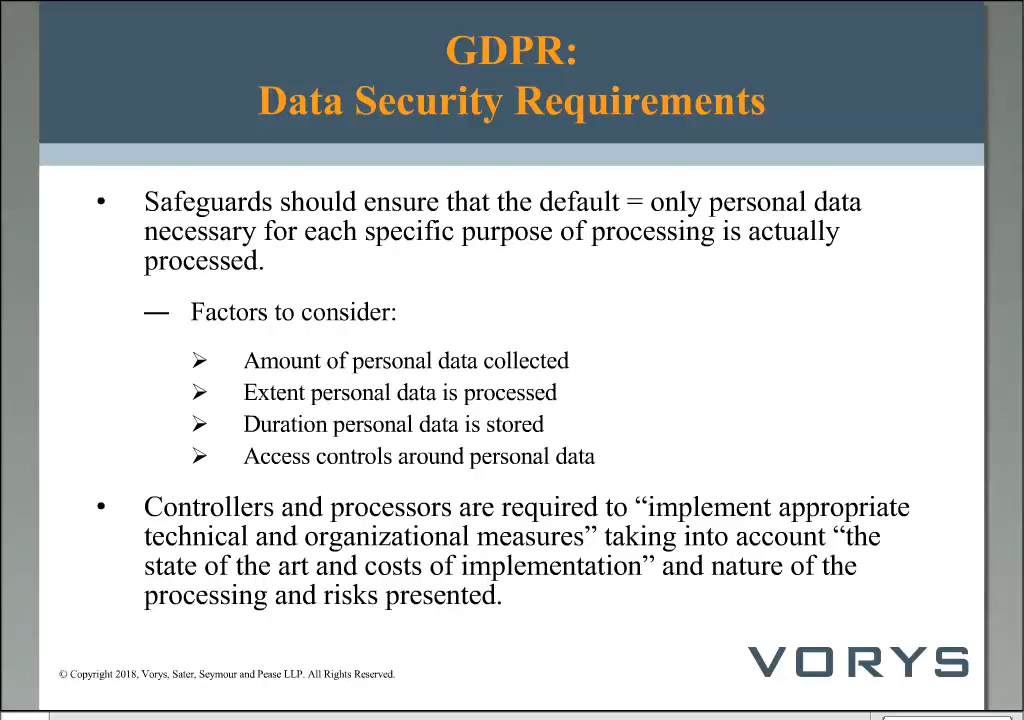 GDPR:
Data Security Requirements
• Safeguards should ensure that the default = only personal data
necessary for each specific purpose of processing is actually
processed.
— Factors to consider:
➢ Amount of personal data collected
➢ Extent personal data is processed
➢ Duration personal data is stored
➢ Access controls around personal data
• Controllers and processors are required to “implement appropriate
technical and organizational measures” taking into account “the
state of the art and costs of implementation” and nature of the
processing and risks presented.
VORYS
© Copyright 2018, Vorys, Sater, Seymour and Pease LLP. All Rights Reserved.